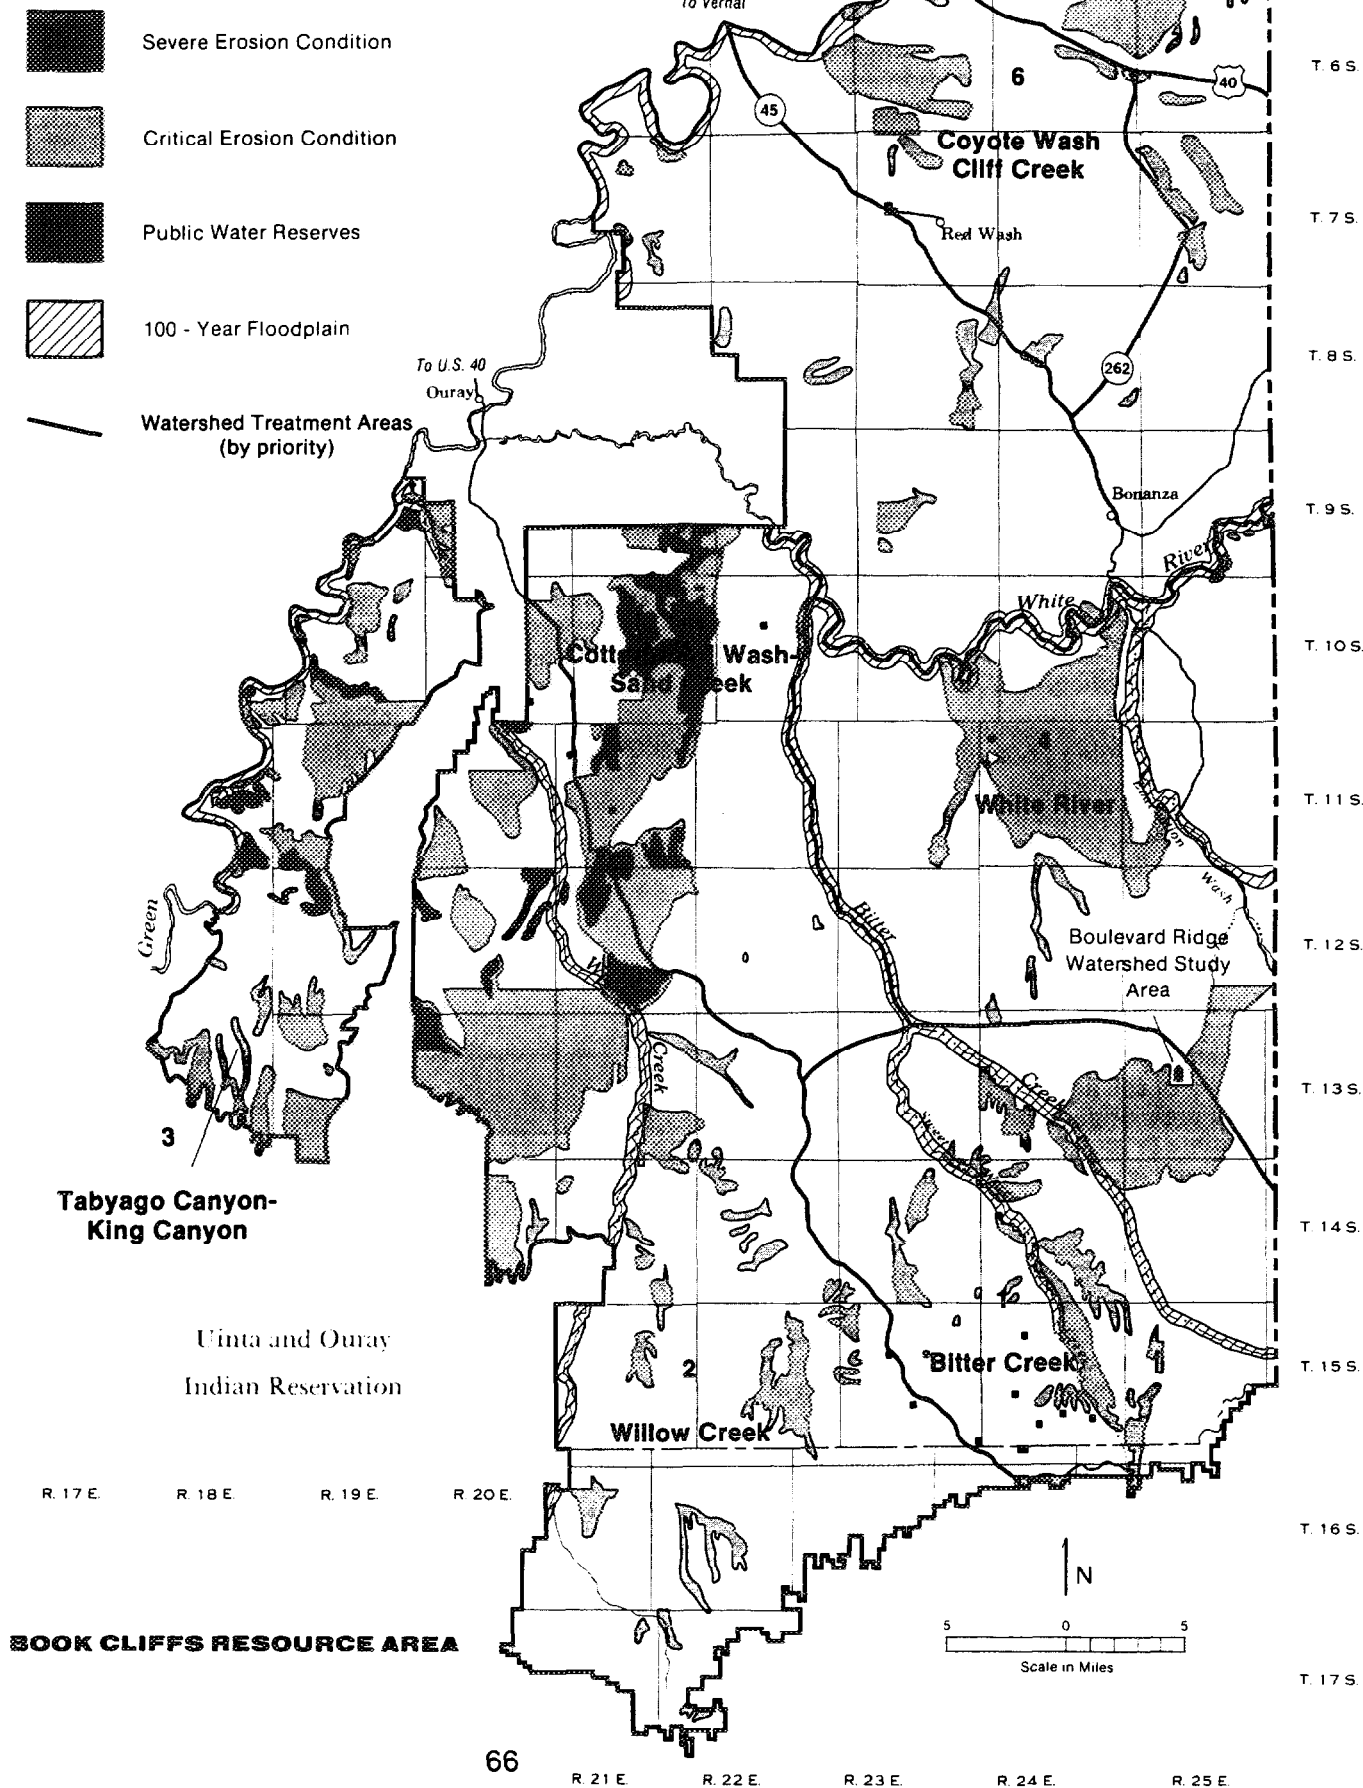 To Vernal
Severe Erosion Condition
Critical Erosion Condition
Public Water Reserves
100 - Year Floodplain
Watershed Treatment Areas
(by priority)
6
40
45
Coyote Wash
Cliff Creek
Red Wash
262
To U.S. 40
Ouray
Bonanza
River
White
Wash-
4
White River
Wash
Green
Bitter
Boulevard Ridge
Watershed Study
Area
Creek
Creek
3
Tabyago Canyon-
King Canyon
Uinta and Ouray
Indian Reservation
2
Willow Creek
Bitter Creek
T. 6 S.
T. 7 S.
T. 8 S.
T. 9 S.
T. 10 S.
T. 11 S.
T. 12 S.
T. 13 S.
T. 14 S.
T. 15 S.
T. 16 S.
T. 17 S.
R. 17 E.
R. 18 E.
R. 19 E.
R. 20 E.
N
5
0
5
Scale in Miles
BOOK CLIFFS RESOURCE AREA
66
R. 21 E.
R. 22 E.
R. 23 E.
R. 24 E.
R. 25 E.